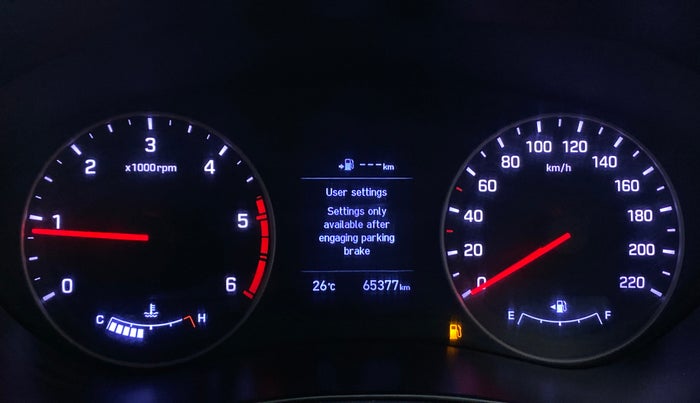 x1000rpm
0 1 2 3 4 5 6
C H
--- km
User settings
Settings only
available after
engaging parking
brake
26°C 65377km
km/h
0 20 40 60 80 100 120 140 160 180 200 220
E F